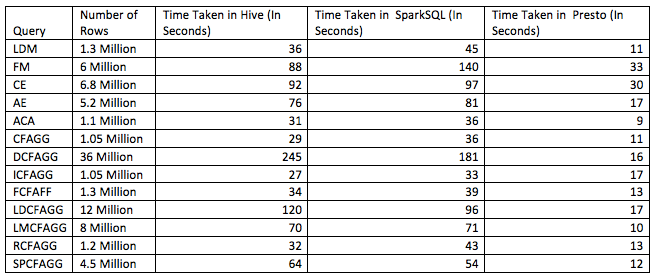 Query Number of Rows Time Taken in Hive (In Seconds) Time Taken in  SparkSQL (In Seconds) Time Taken in  Presto (In Seconds)
LDM 1.3 Million 36 45 11
FM 6 Million 88 140 33
CE 6.8 Million 92 97 30
AE 5.2 Million 76 81 17
ACA 1.1 Million 31 36 9
CFAGG 1.05 Million 29 36 11
DCFAGG 36 Million 245 181 16
ICFAGG 1.05 Million 27 33 17
FCFAFF 1.3 Million 34 39 13
LDCFAGG 12 Million 120 96 17
LMCFAGG 8 Million 70 71 10
RCFAGG 1.2 Million 32 43 13
SPCFAGG 4.5 Million 64 54 12